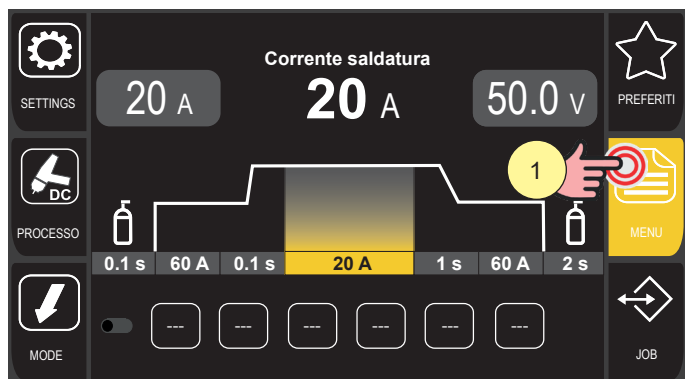 SETTINGS
Corrente saldatura
20 A
20 A
50.0 V
PREFERITI
DC
PROCESSO
1
MENU
0.1 s 60 A 0.1 s 20 A 1 s 60 A 2 s
MODE
--- --- --- --- --- ---
JOB